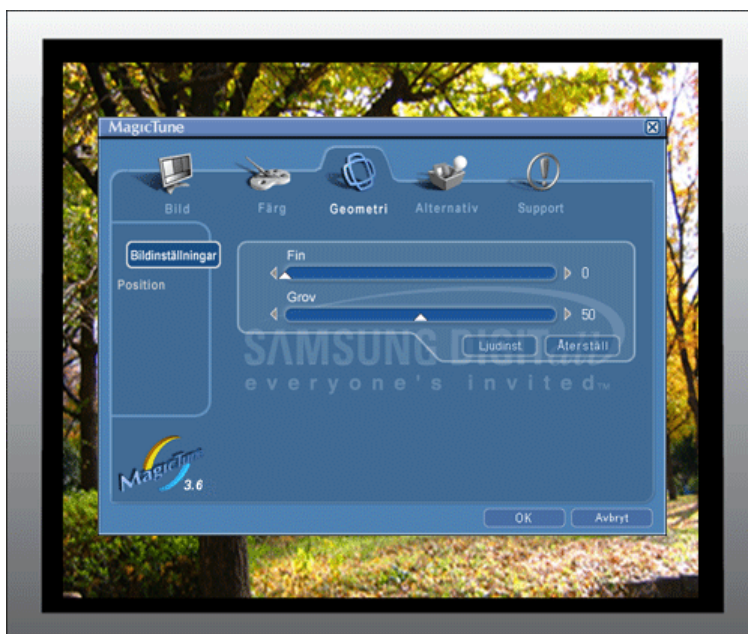 MagicTune
Bild Färg Geometri Alternativ Support
Bildinställningar
Position
Fin
0
Grov
50
Ljudinst. Återställ
SAMSUNG DIGITall
everyone's invited™
MagicTune
3.6
OK Avbryt